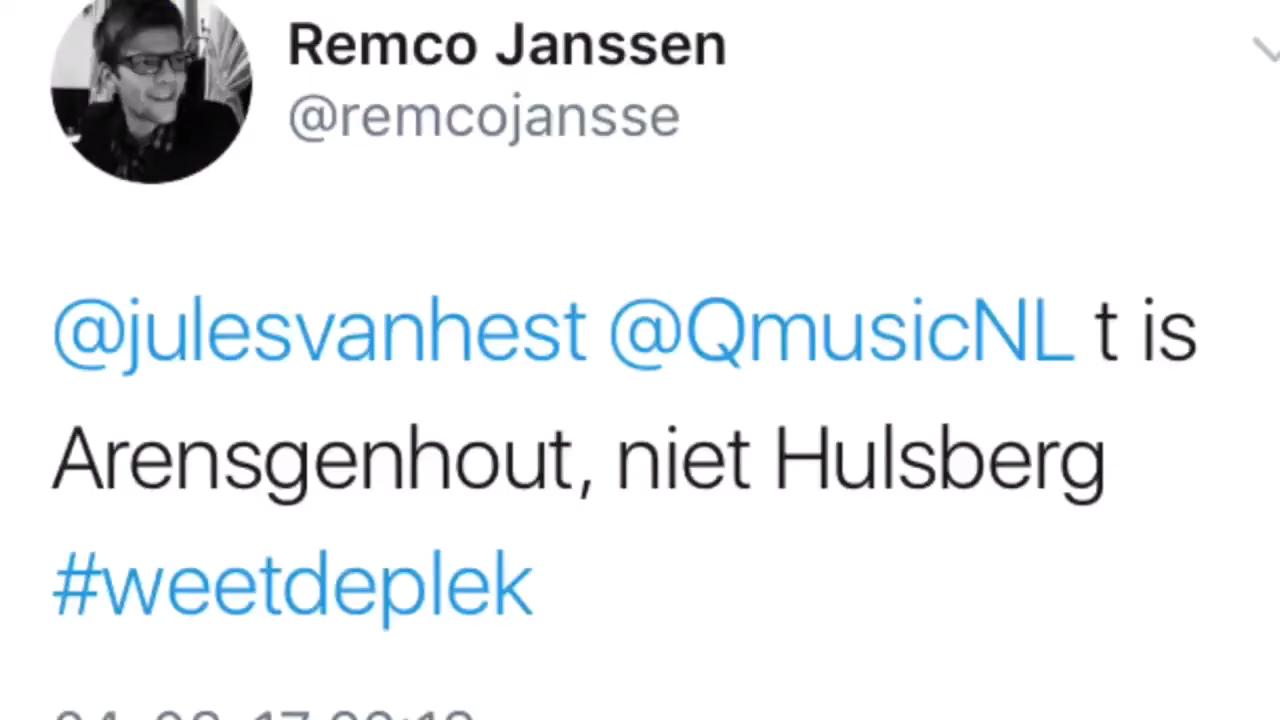 Remco Janssen
@remcojansse
@julesvanhest @QmusicNL t is
Arensgenhout, niet Hulsberg
#weetdeplek